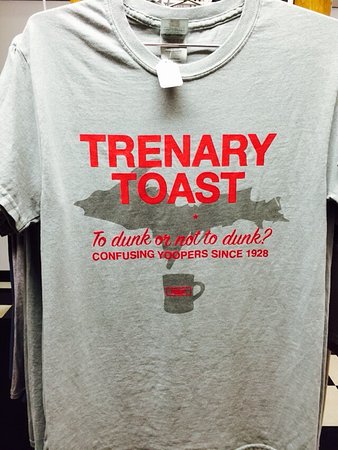 TRENARY
TOAST
To dunk or not to dunk?
CONFUSING YOOPERS SINCE 1928